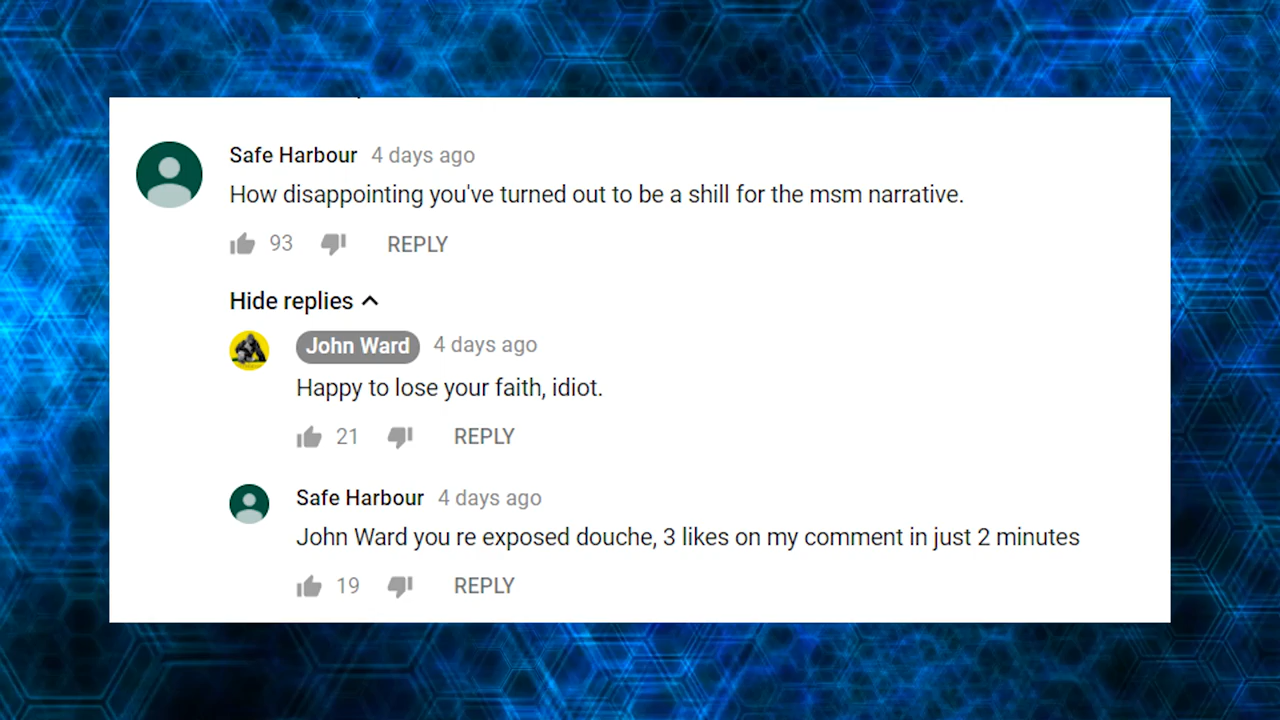 Safe Harbour 4 days ago
How disappointing you've turned out to be a shill for the msm narrative.
93 REPLY
Hide replies
John Ward 4 days ago
Happy to lose your faith, idiot.
21 REPLY
Safe Harbour 4 days ago
John Ward you re exposed douche, 3 likes on my comment in just 2 minutes
19 REPLY